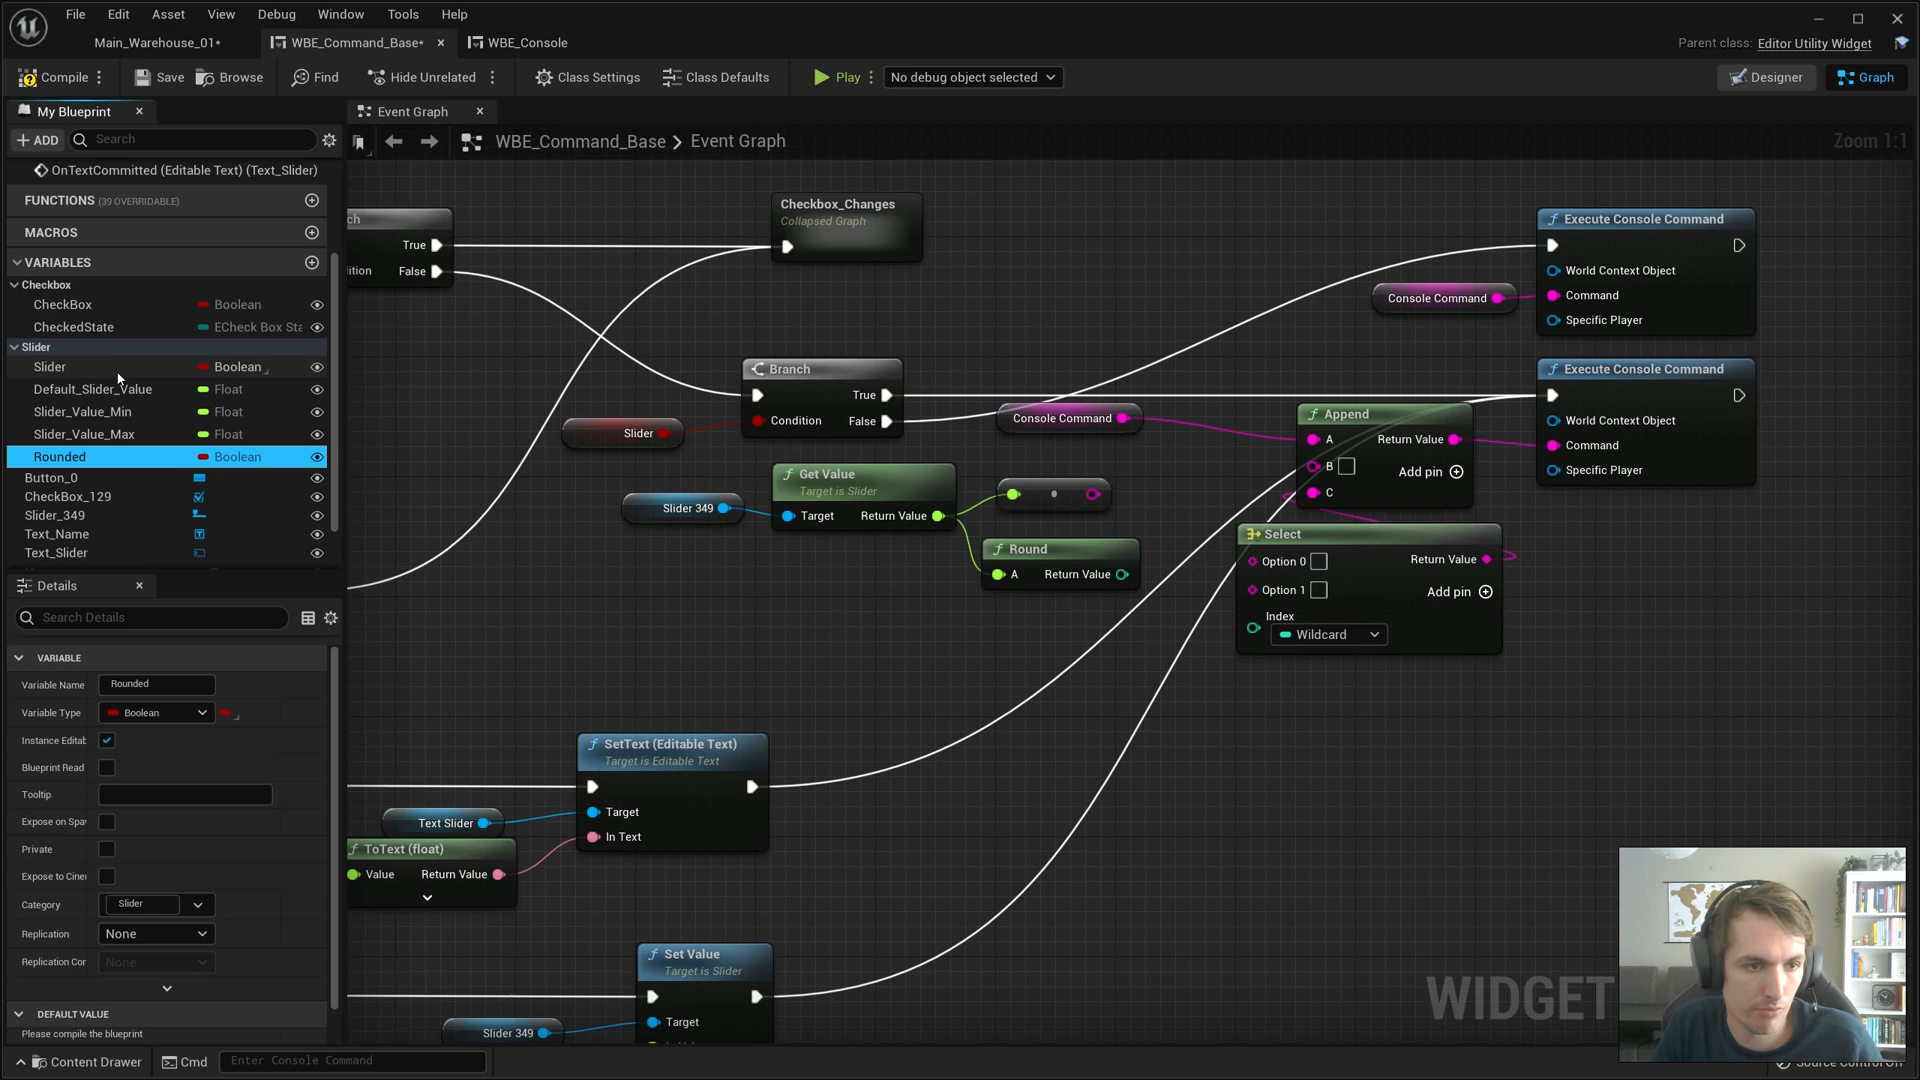 File Edit Asset View Debug Window Tools Help
Main_Warehouse_01* WBE_Command_Base* WBE_Console Parent class: Editor Utility Widget
Compile Save Browse Find Hide Unrelated Class Settings Class Defaults Play No debug object selected Designer Graph
My Blueprint Event Graph
ADD Search WBE_Command_Base > Event Graph Zoom 1:1
OnTextCommitted (Editable Text) (Text_Slider)
FUNCTIONS (39 OVERRIDABLE)
MACROS
VARIABLES
Checkbox
CheckBox Boolean
CheckedState ECheck Box Sta
Slider
Slider Boolean
Default_Slider_Value Float
Slider_Value_Min Float
Slider_Value_Max Float
Rounded Boolean
Button_0
CheckBox_129
Slider_349
Text_Name
Text_Slider
Details
Search Details
VARIABLE
Variable Name Rounded
Variable Type Boolean
Instance Editab
Blueprint Read
Tooltip
Expose on Spa
Private
Expose to Ciner
Category Slider
Replication None
Replication Cor None
DEFAULT VALUE
Please compile the blueprint
ch
True
dition False
Checkbox_Changes
Collapsed Graph
Execute Console Command
World Context Object
Console Command Command
Specific Player
Branch
True
Slider Condition False
Console Command
Append
A Return Value
B Add pin
C
Execute Console Command
World Context Object
Command
Specific Player
Slider 349
Get Value
Target is Slider
Target Return Value
Round
A Return Value
Select
Option 0 Return Value
Option 1 Add pin
Index
Wildcard
SetText (Editable Text)
Target is Editable Text
Target
In Text
Text Slider
ToText (float)
Value Return Value
Set Value
Target is Slider
Target
Slider 349
WIDGET
Content Drawer Cmd Enter Console Command